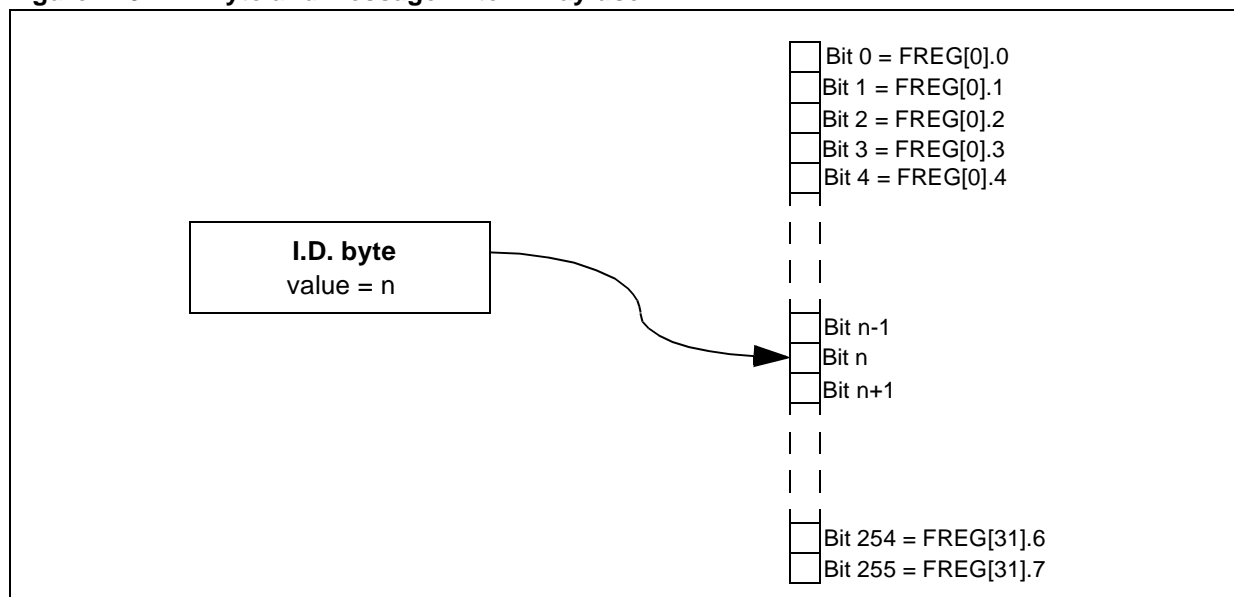 I.D. byte
value = n
Bit 0 = FREG[0].0
Bit 1 = FREG[0].1
Bit 2 = FREG[0].2
Bit 3 = FREG[0].3
Bit 4 = FREG[0].4
Bit n-1
Bit n
Bit n+1
Bit 254 = FREG[31].6
Bit 255 = FREG[31].7